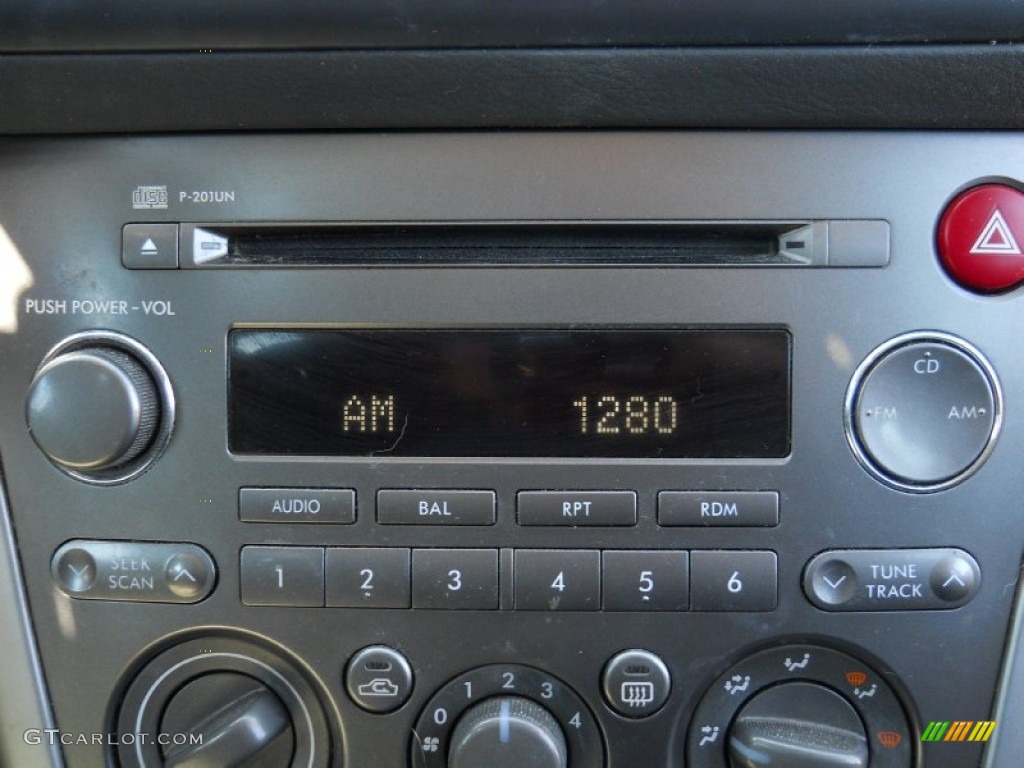 disc P-201UN
PUSH POWER - VOL
AM 1280
CD
FM AM
AUDIO BAL RPT RDM
SEEK
SCAN
1 2 3 4 5 6
TUNE
TRACK
0 1 2 3 4
GTCARLOT.COM